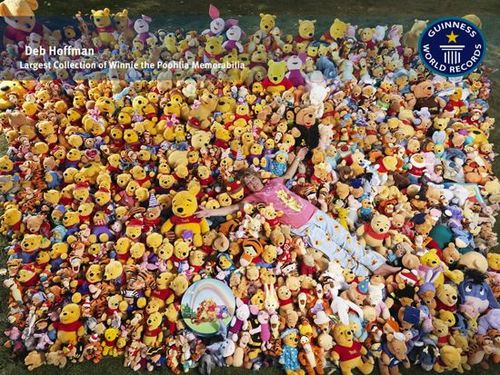 Deb Hoffman
Largest Collection of Winnie the Poohlia Memorabilia
GUINNESS
WORLD RECORDS